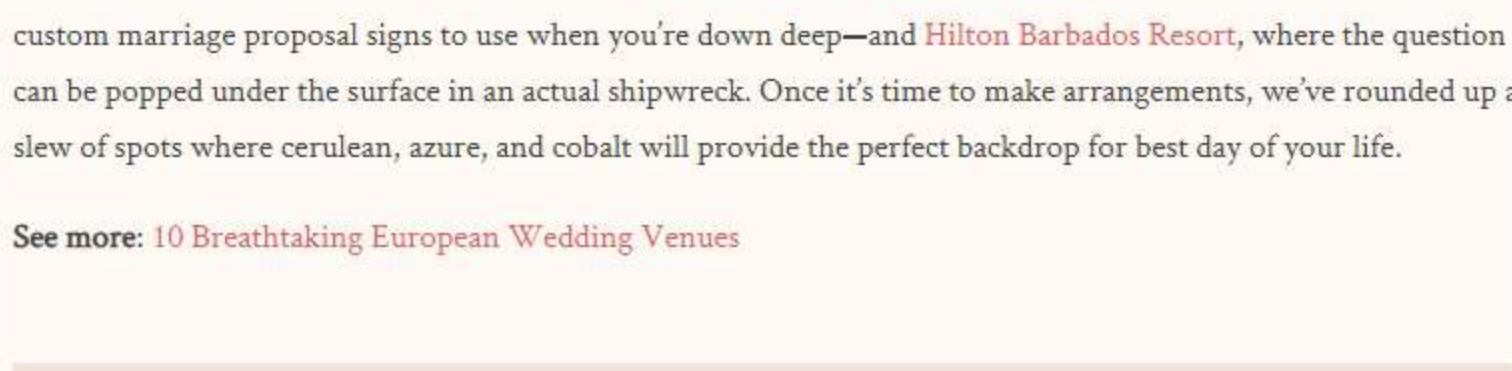 custom marriage proposal signs to use when you’re down deep—and Hilton Barbados Resort, where the question
can be popped under the surface in an actual shipwreck. Once it’s time to make arrangements, we’ve rounded up a
slew of spots where cerulean, azure, and cobalt will provide the perfect backdrop for best day of your life.
See more: 10 Breathtaking European Wedding Venues